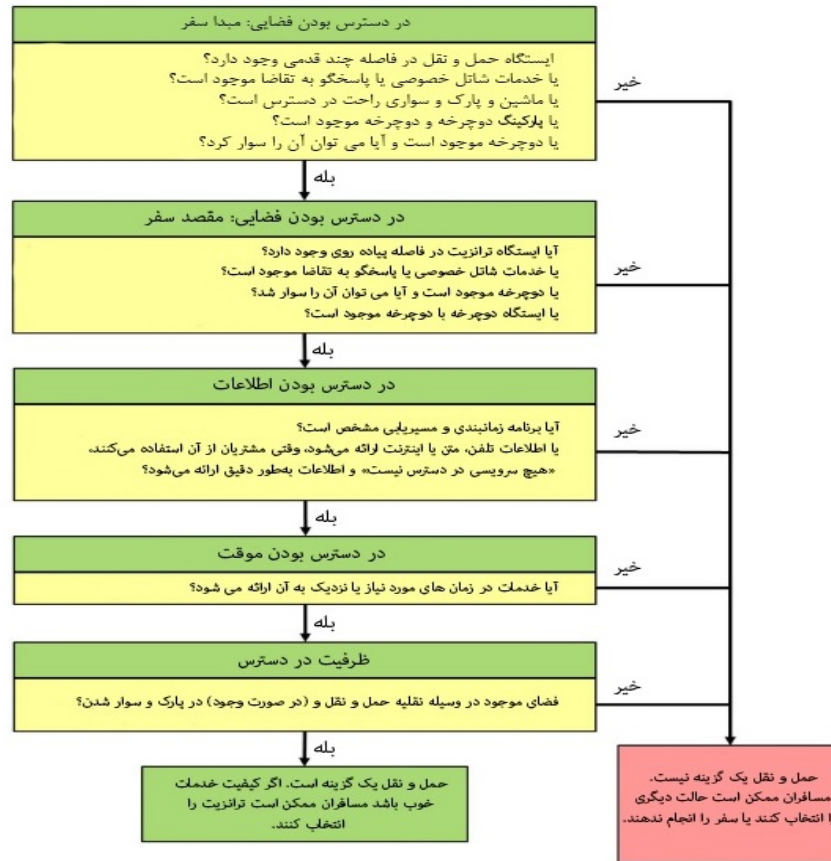 در دسترس بودن فضایی: مبدا سفر
ایستگاه حمل و نقل در فاصله چند قدمی وجود دارد؟
یا خدمات شاتل خصوصی یا پاسخگو به تقاضا موجود است؟
یا ماشین و پارک و سواری راحت در دسترس است؟
یا پارکینگ دوچرخه و دوچرخه موجود است؟
یا دوچرخه موجود است و آیا می توان آن را سوار کرد؟
خیر
بله
در دسترس بودن فضایی: مقصد سفر
آیا ایستگاه ترانزیت در فاصله پیاده روی وجود دارد؟
یا خدمات شاتل خصوصی یا پاسخگو به تقاضا موجود است؟
یا دوچرخه موجود است و آیا می توان آن را سوار شد؟
یا ایستگاه دوچرخه با دوچرخه موجود است؟
خیر
بله
در دسترس بودن اطلاعات
آیا برنامه زمانبندی و مسیریابی مشخص است؟
یا اطلاعات تلفن، متن یا اینترنت ارائه می‌شود، وقتی مشتریان از آن استفاده می‌کنند،
«هیچ سرویسی در دسترس نیست» و اطلاعات به‌طور دقیق ارائه می‌شود؟
خیر
بله
در دسترس بودن موقت
آیا خدمات در زمان های مورد نیاز یا نزدیک به آن ارائه می شود؟
خیر
بله
ظرفیت در دسترس
فضای موجود در وسیله نقلیه حمل و نقل و (در صورت وجود) در پارک و سوار شدن؟
خیر
بله
حمل و نقل یک گزینه است. اگر کیفیت خدمات
خوب باشد مسافران ممکن است ترانزیت را
انتخاب کنند.
حمل و نقل یک گزینه نیست.
مسافران ممکن است حالت دیگری
ا انتخاب کنند یا سفر را انجام ندهند.